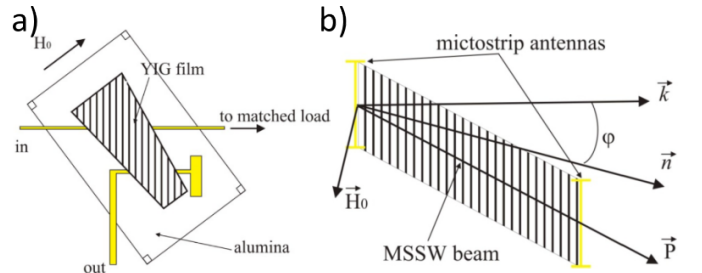 a)
H₀
YIG film
to matched load
in
alumina
out
b)
mictostrip antennas
k
φ
n
H₀
MSSW beam
P